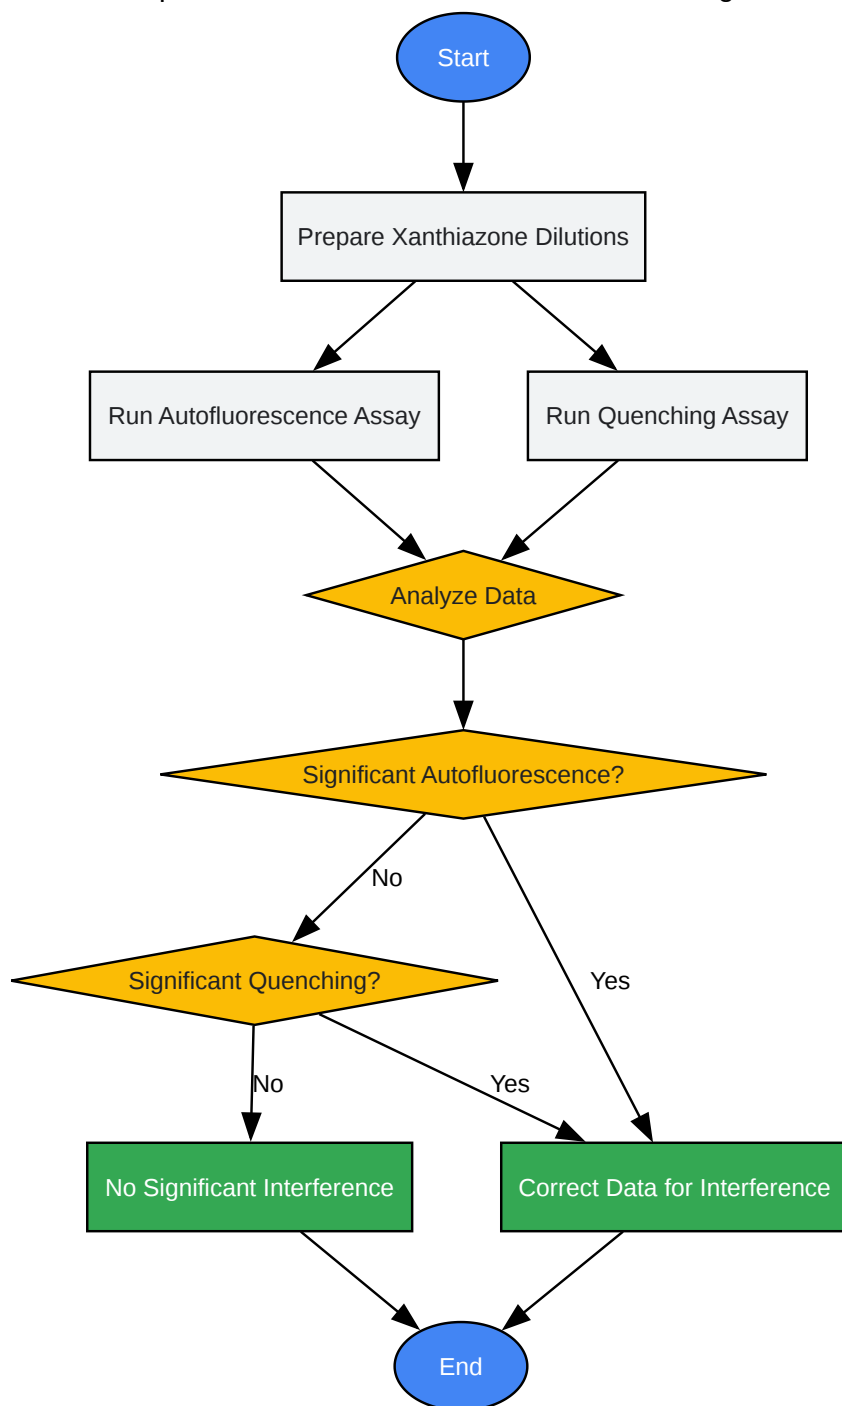 Start
Prepare Xanthiazone Dilutions
Run Autofluorescence Assay
Run Quenching Assay
Analyze Data
Significant Autofluorescence?
No
Significant Quenching?
Yes
No
Yes
No Significant Interference
Correct Data for Interference
End